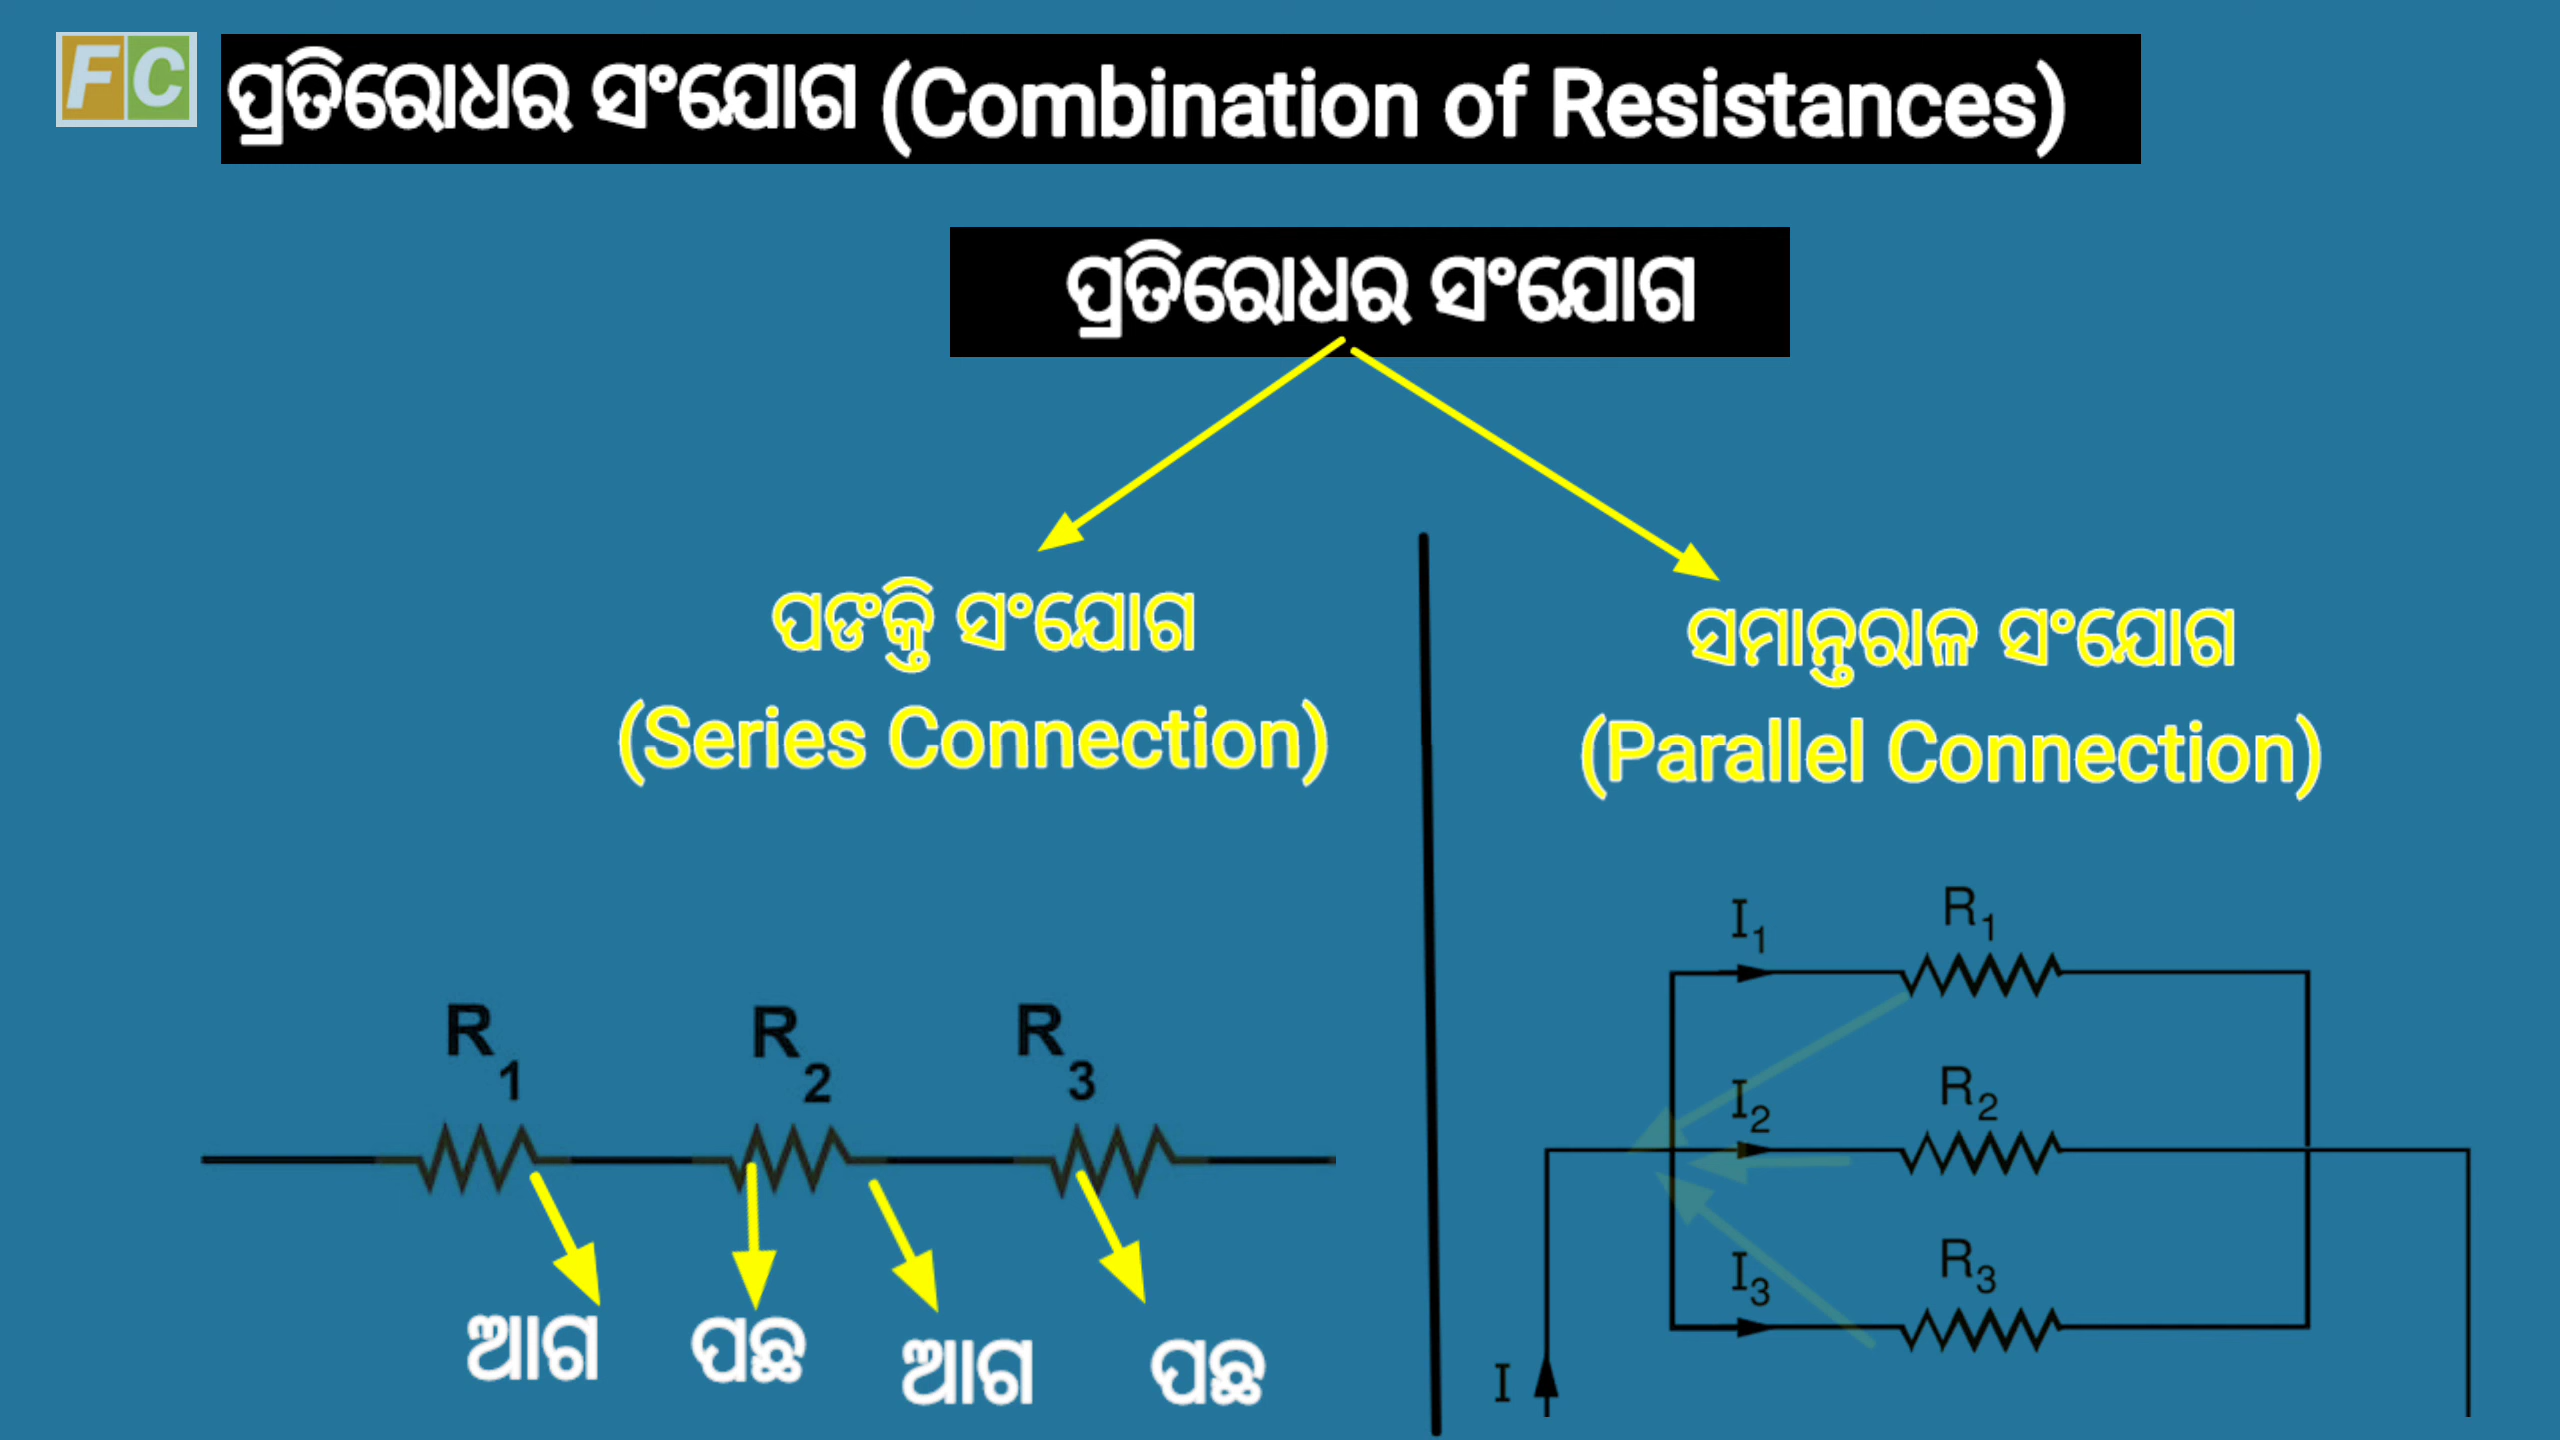 FC
ପ୍ରତିରୋଧର ସଂଯୋଗ (Combination of Resistances)
ପ୍ରତିରୋଧର ସଂଯୋଗ
ପଙକ୍ତି ସଂଯୋଗ
(Series Connection)
ସମାନ୍ତରାଳ ସଂଯୋଗ
(Parallel Connection)
R1 R2 R3
ଆଗ ପଛ ଆଗ ପଛ
I1 R1
I2 R2
I3 R3
I